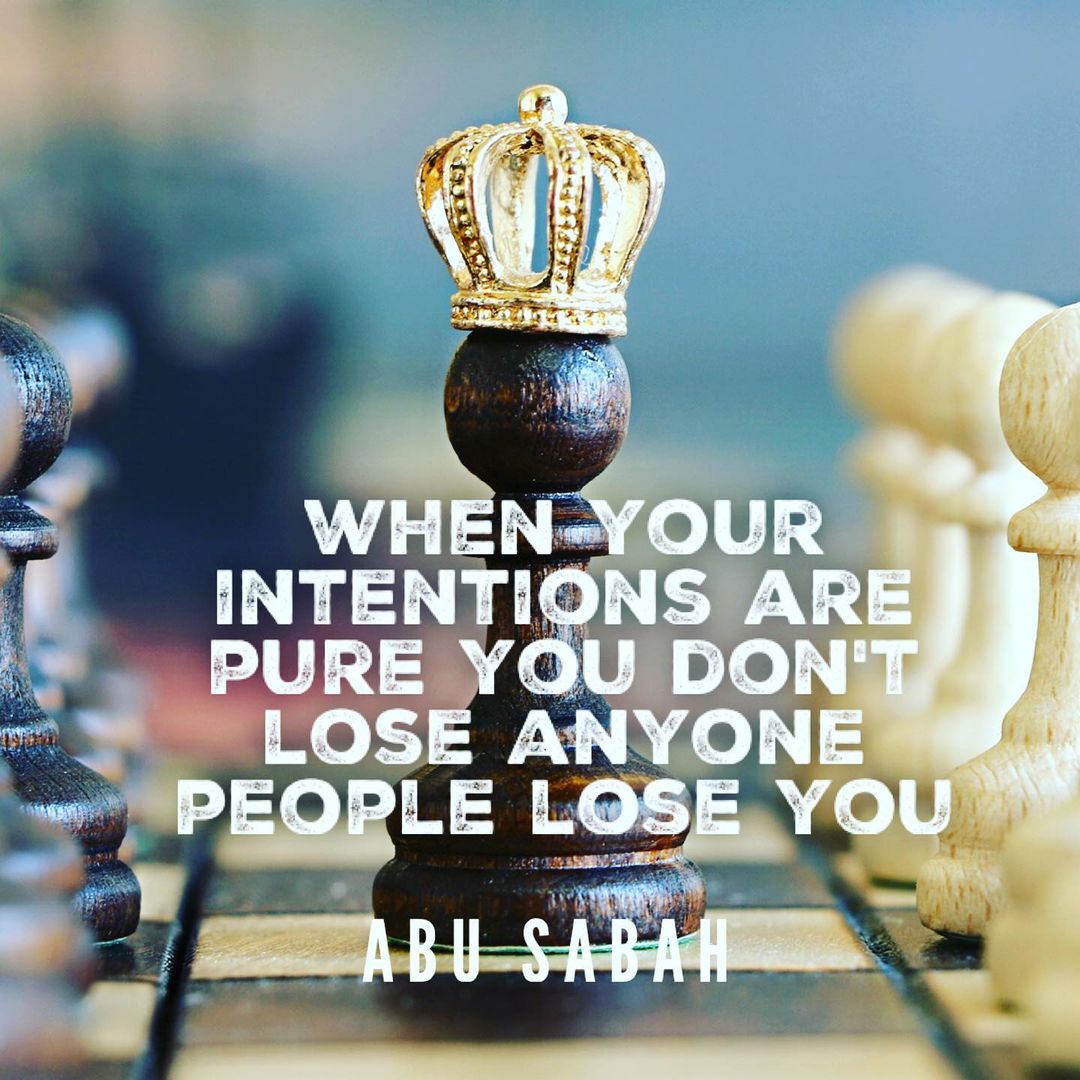 WHEN YOUR
INTENTIONS ARE
PURE YOU DON'T
LOSE ANYONE
PEOPLE LOSE YOU
ABU SABAH